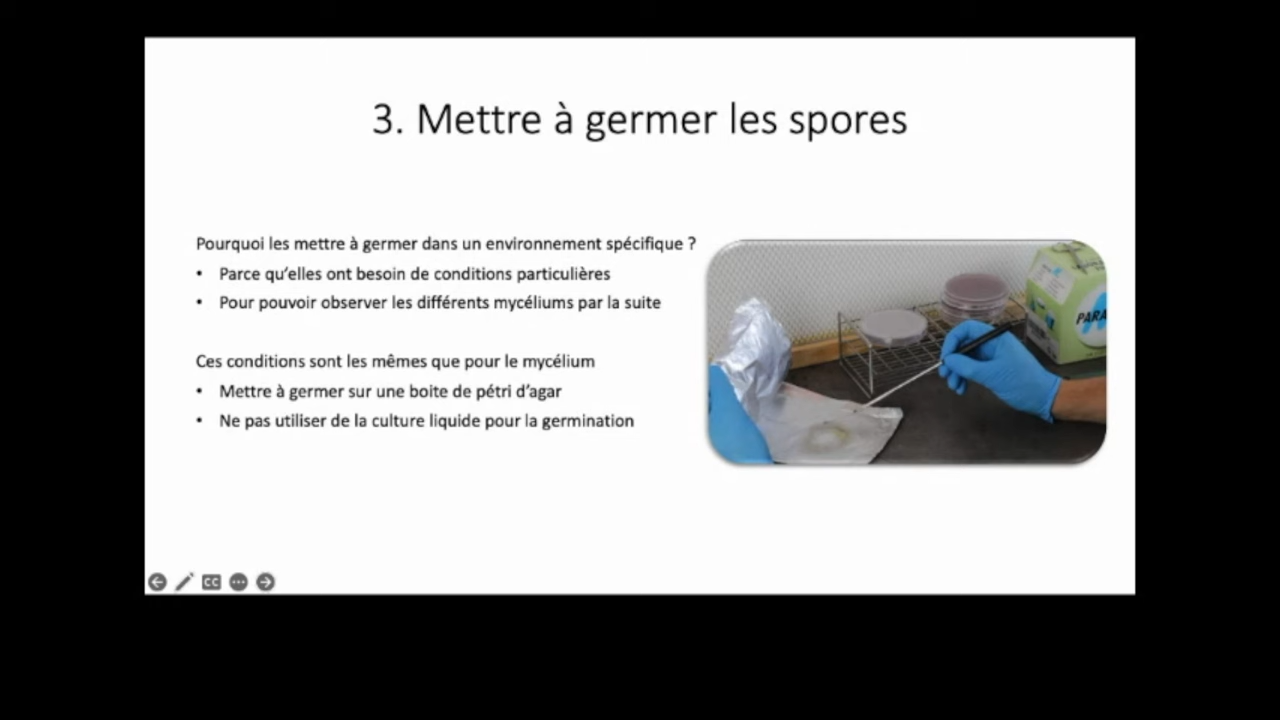 3. Mettre à germer les spores
Pourquoi les mettre à germer dans un environnement spécifique ?
• Parce qu'elles ont besoin de conditions particulières
• Pour pouvoir observer les différents mycéliums par la suite
Ces conditions sont les mêmes que pour le mycélium
• Mettre à germer sur une boite de pétri d'agar
• Ne pas utiliser de la culture liquide pour la germination
PARA
CC